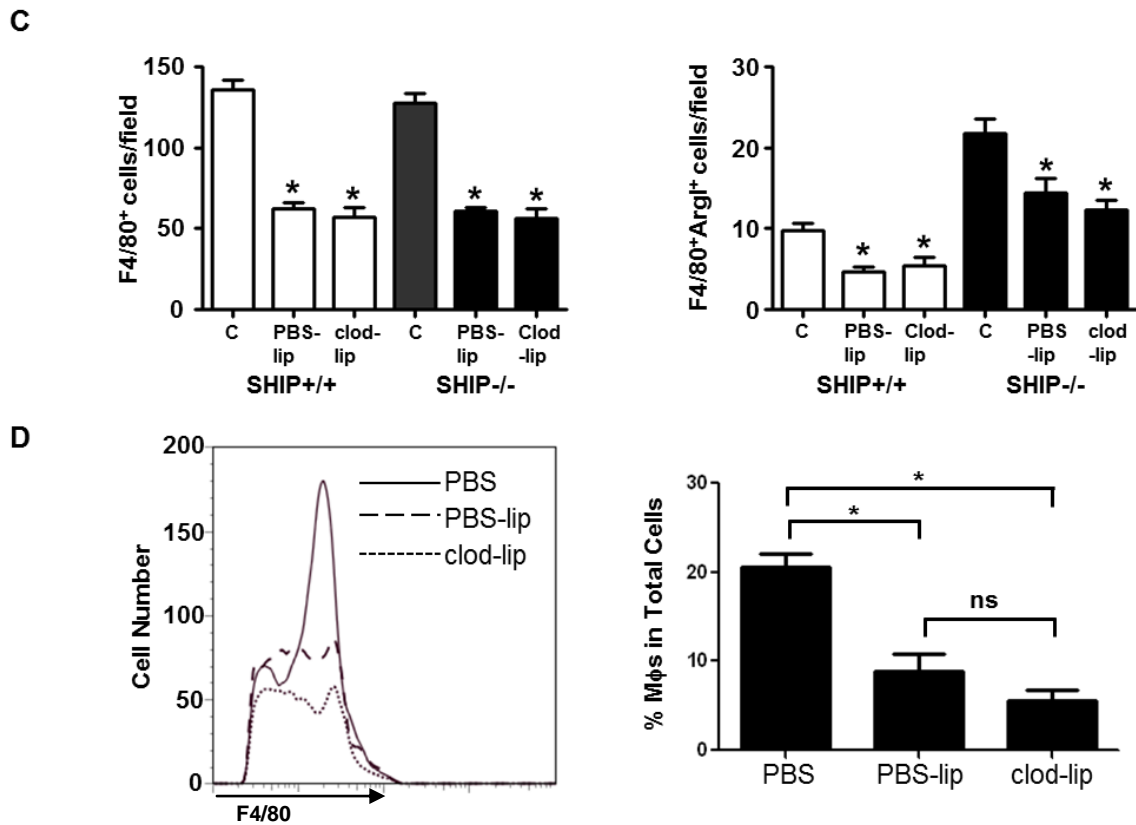 C
F4/80+ cells/field
150
100
50
0
*
*
*
*
C
PBS-
lip
clod-
lip
C
PBS-
lip
Clod
-lip
SHIP+/+
SHIP-/-
F4/80+ArgI+ cells/field
30
20
10
0
*
*
*
*
C
PBS-
lip
Clod-
lip
C
PBS
-lip
clod
-lip
SHIP+/+
SHIP-/-
D
Cell Number
200
150
100
50
0
PBS
PBS-lip
clod-lip
F4/80
% Mϕs in Total Cells
30
20
10
0
*
*
ns
PBS
PBS-lip
clod-lip